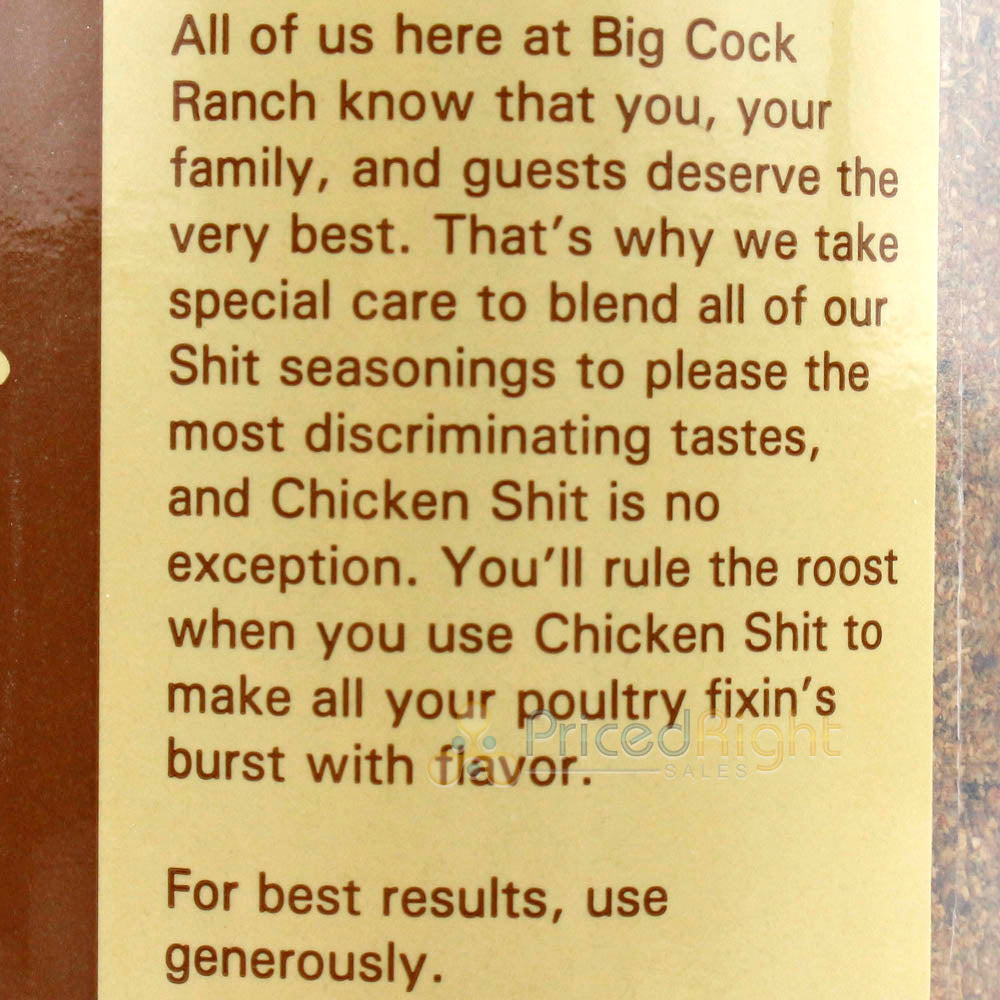 All of us here at Big Cock
Ranch know that you, your
family, and guests deserve the
very best. That's why we take
special care to blend all of our
Shit seasonings to please the
most discriminating tastes,
and Chicken Shit is no
exception. You'll rule the roost
when you use Chicken Shit to
make all your poultry fixin's
burst with flavor.
PricedRight
SALES
For best results, use
generously.